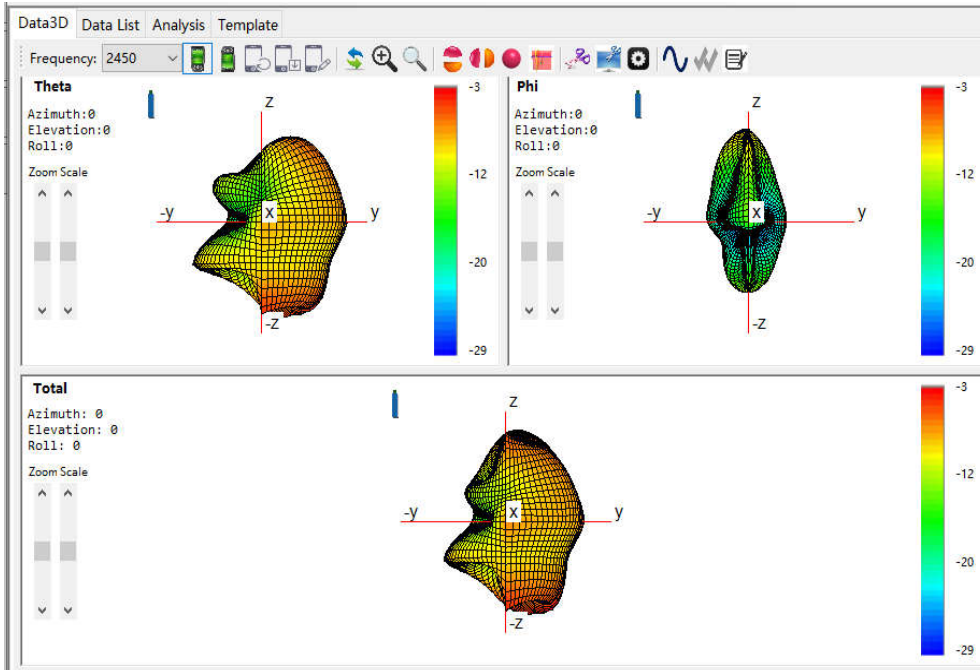 Data3D Data List Analysis Template
Frequency: 2450
Theta
Azimuth:0
Elevation:0
Roll:0
Zoom Scale
z
-y x y
-z
-3
-12
-20
-29
Phi
Azimuth:0
Elevation:0
Roll:0
Zoom Scale
z
-y x y
-z
-3
-12
-20
-29
Total
Azimuth: 0
Elevation: 0
Roll: 0
Zoom Scale
z
-y x y
-z
-3
-12
-20
-29